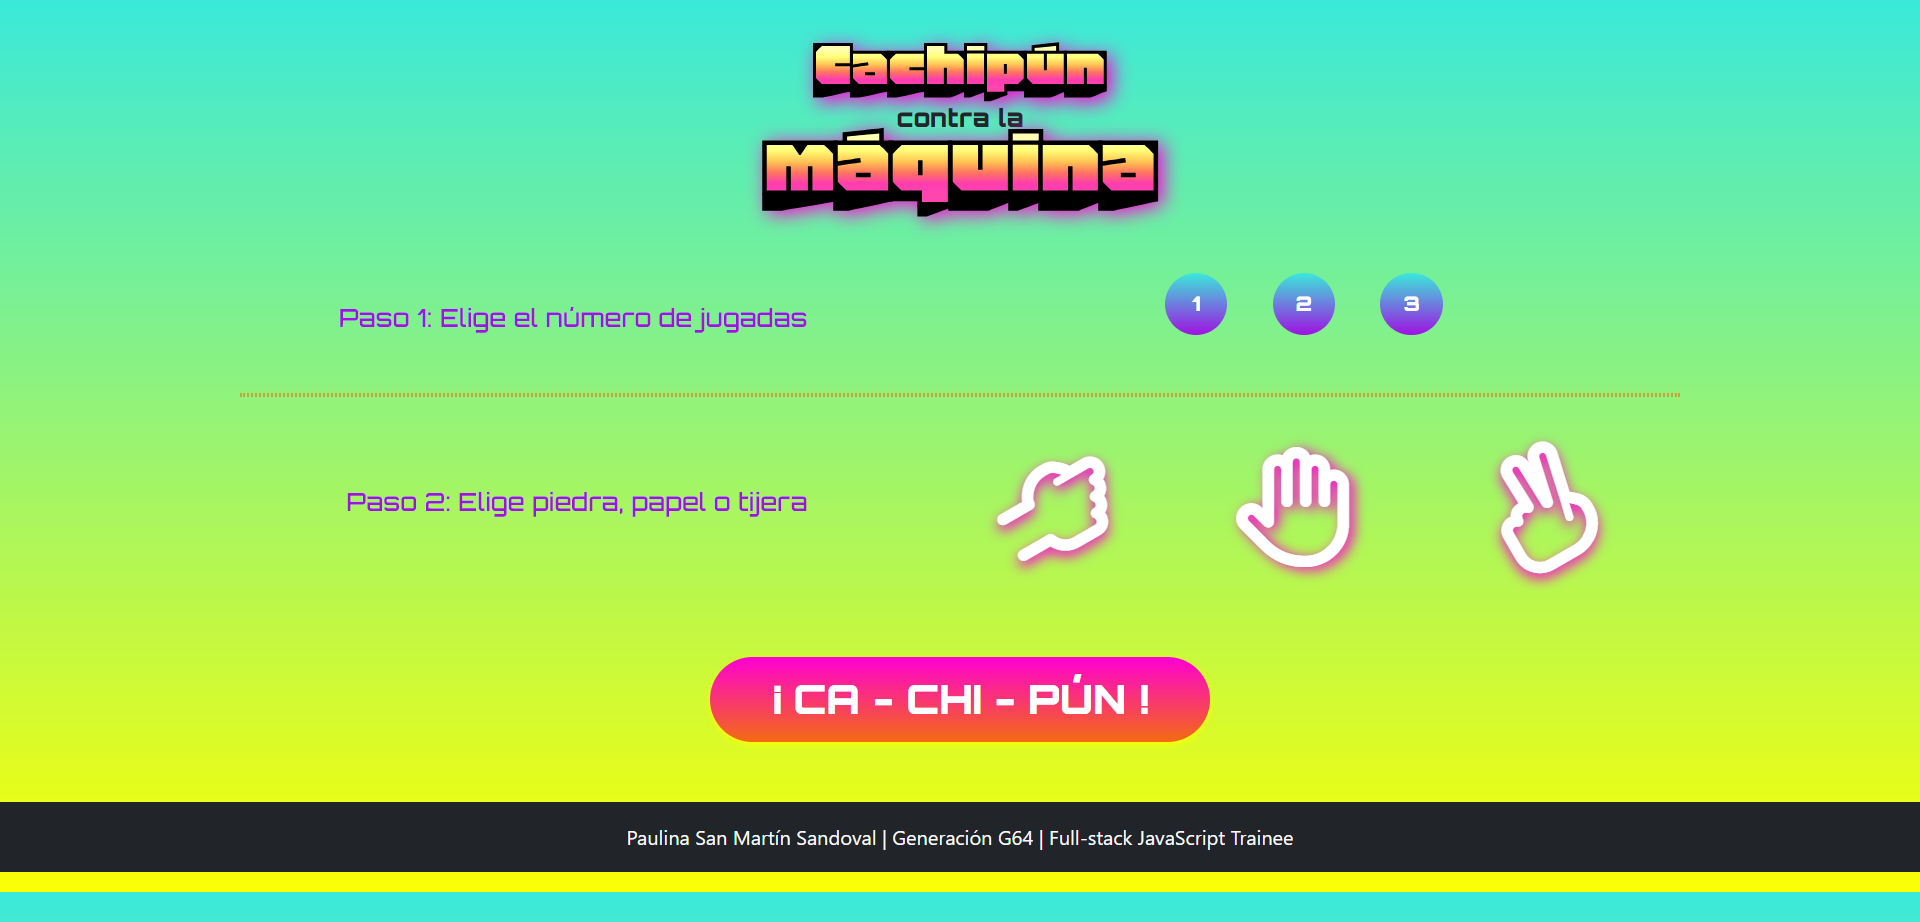 Cachipún
contra la
máquina
Paso 1: Elige el número de jugadas
1 2 3
Paso 2: Elige piedra, papel o tijera
¡ CA - CHI - PÚN !
Paulina San Martín Sandoval | Generación G64 | Full-stack JavaScript Trainee